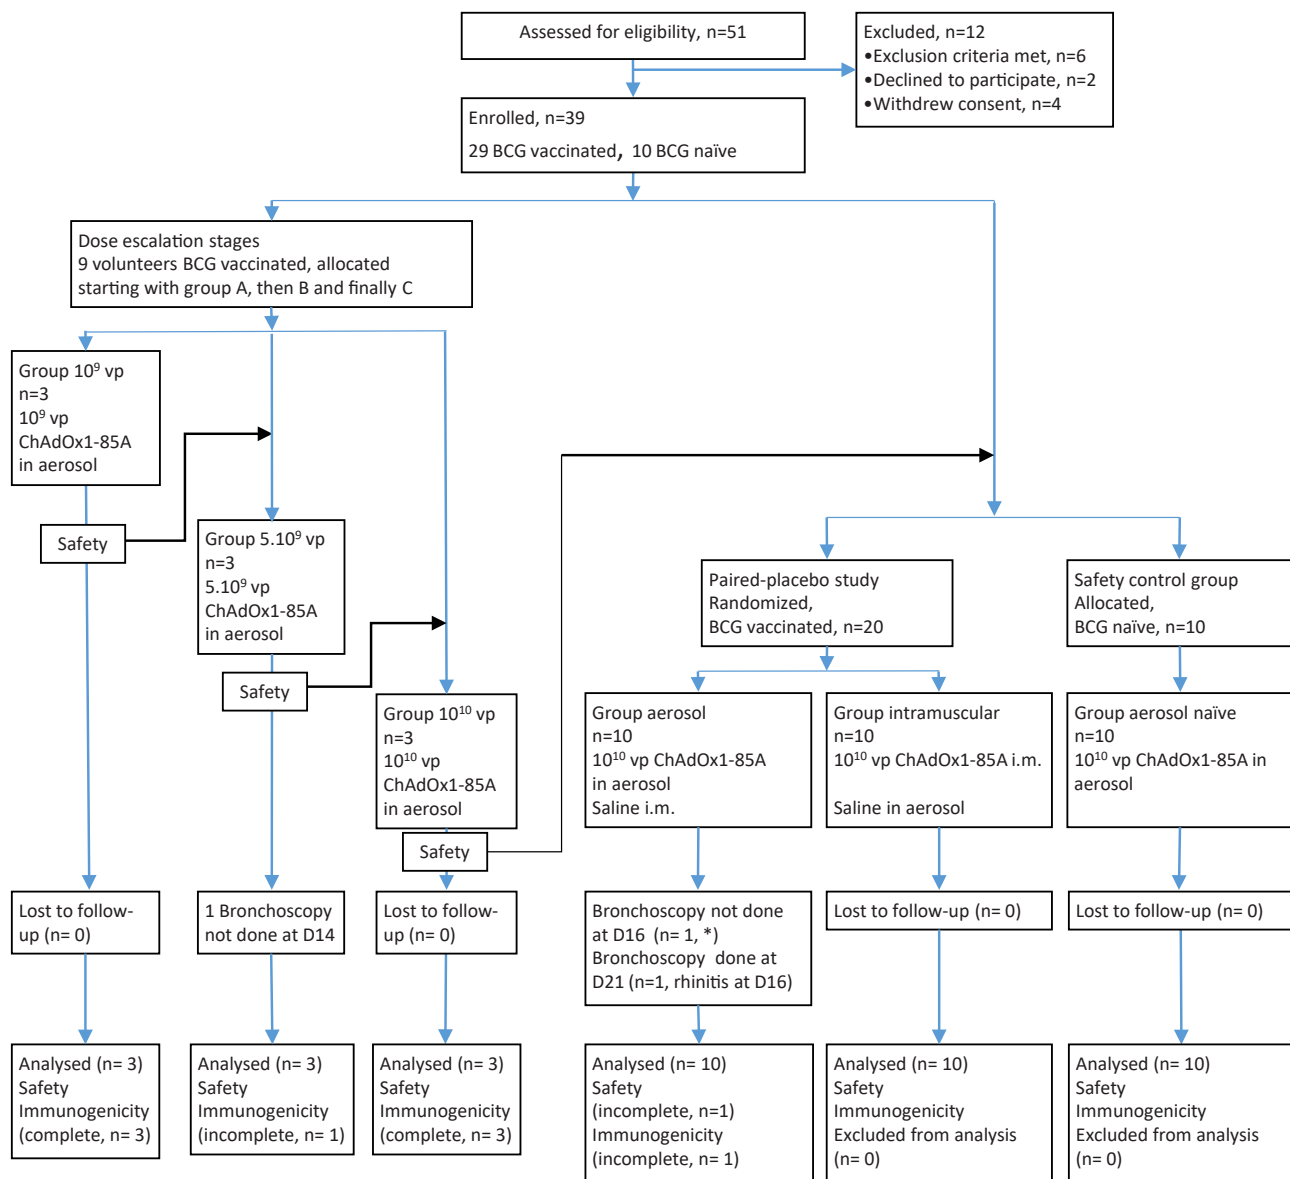 Assessed for eligibility, n=51
Excluded, n=12
•Exclusion criteria met, n=6
•Declined to participate, n=2
•Withdrew consent, n=4
Enrolled, n=39
29 BCG vaccinated, 10 BCG naïve
Dose escalation stages
9 volunteers BCG vaccinated, allocated
starting with group A, then B and finally C
Group 10⁹ vp
n=3
10⁹ vp
ChAdOx1-85A
in aerosol
Safety
Group 5.10⁹ vp
n=3
5.10⁹ vp
ChAdOx1-85A
in aerosol
Safety
Group 10¹⁰ vp
n=3
10¹⁰ vp
ChAdOx1-85A
in aerosol
Safety
Paired-placebo study
Randomized,
BCG vaccinated, n=20
Safety control group
Allocated,
BCG naïve, n=10
Group aerosol
n=10
10¹⁰ vp ChAdOx1-85A
in aerosol
Saline i.m.
Group intramuscular
n=10
10¹⁰ vp ChAdOx1-85A i.m.
Saline in aerosol
Group aerosol naïve
n=10
10¹⁰ vp ChAdOx1-85A in
aerosol
Lost to follow-
up (n= 0)
1 Bronchoscopy
not done at D14
Lost to follow-
up (n= 0)
Bronchoscopy not done
at D16 (n= 1, *)
Bronchoscopy done at
D21 (n=1, rhinitis at D16)
Lost to follow-up (n= 0)
Lost to follow-up (n= 0)
Analysed (n= 3)
Safety
Immunogenicity
(complete, n= 3)
Analysed (n= 3)
Safety
Immunogenicity
(incomplete, n= 1)
Analysed (n= 3)
Safety
Immunogenicity
(complete, n= 3)
Analysed (n= 10)
Safety
(incomplete, n=1)
Immunogenicity
(incomplete, n= 1)
Analysed (n= 10)
Safety
Immunogenicity
Excluded from analysis
(n= 0)
Analysed (n= 10)
Safety
Immunogenicity
Excluded from analysis
(n= 0)